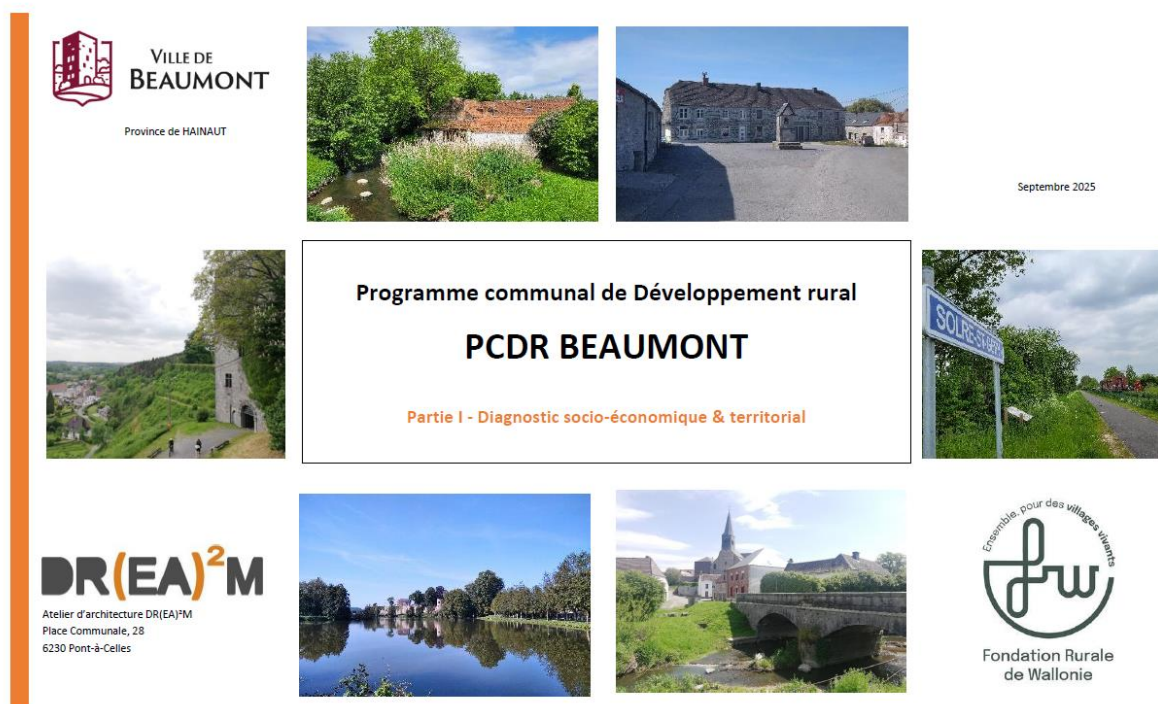 VILLE DE
BEAUMONT
Province de HAINAUT
Septembre 2025
Programme communal de Développement rural
PCDR BEAUMONT
Partie I - Diagnostic socio-économique & territorial
SOLRE-ST-GERY
DR(EA)²M
Atelier d'architecture DR(EA)²M
Place Communale, 28
6230 Pont-à-Celles
Ensemble, pour des villages vivants
frw
Fondation Rurale
de Wallonie